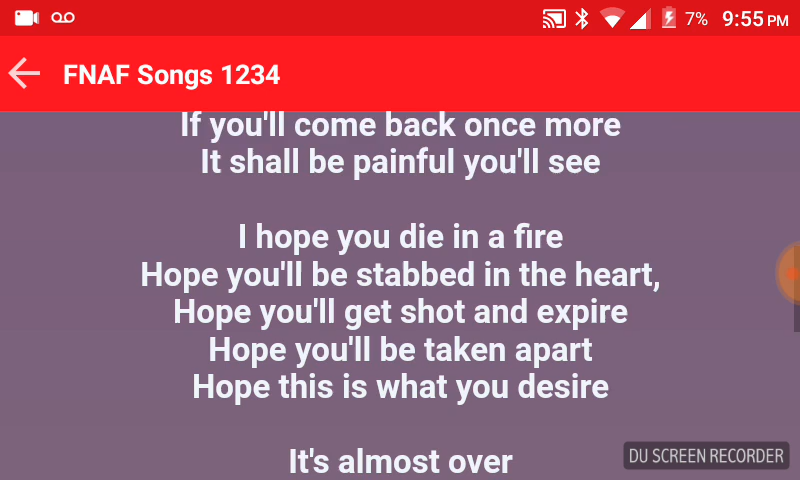 7% 9:55 PM
FNAF Songs 1234
If you'll come back once more
It shall be painful you'll see
I hope you die in a fire
Hope you'll be stabbed in the heart,
Hope you'll get shot and expire
Hope you'll be taken apart
Hope this is what you desire
It's almost over
DU SCREEN RECORDER